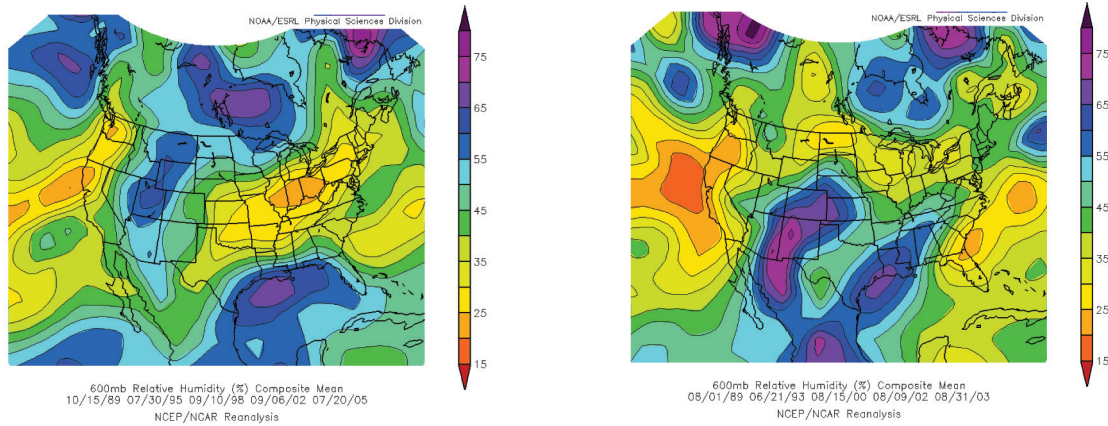 NOAA/ESRL Physical Sciences Division
75
65
55
45
35
25
15
600mb Relative Humidity (%) Composite Mean
10/15/89 07/30/95 09/10/98 09/06/02 07/20/05
NCEP/NCAR Reanalysis
NOAA/ESRL Physical Sciences Division
75
65
55
45
35
25
15
600mb Relative Humidity (%) Composite Mean
08/01/89 06/21/93 08/15/00 08/09/02 08/31/03
NCEP/NCAR Reanalysis